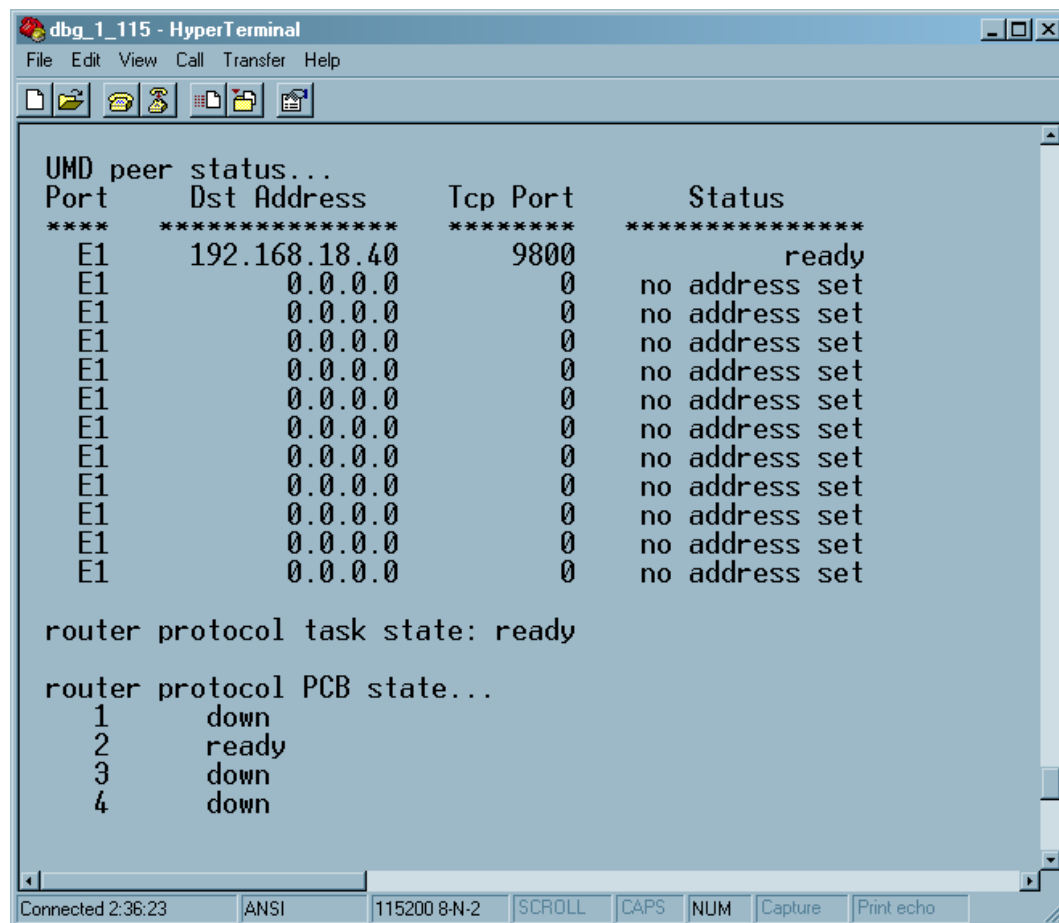 dbg_1_115 - HyperTerminal
File Edit View Call Transfer Help
UMD peer status...
Port Dst Address Tcp Port Status
**** *************** ******** ***************
E1 192.168.18.40 9800 ready
E1 0.0.0.0 0 no address set
E1 0.0.0.0 0 no address set
E1 0.0.0.0 0 no address set
E1 0.0.0.0 0 no address set
E1 0.0.0.0 0 no address set
E1 0.0.0.0 0 no address set
E1 0.0.0.0 0 no address set
E1 0.0.0.0 0 no address set
E1 0.0.0.0 0 no address set
E1 0.0.0.0 0 no address set
E1 0.0.0.0 0 no address set
router protocol task state: ready
router protocol PCB state...
1 down
2 ready
3 down
4 down
Connected 2:36:23 ANSI 115200 8-N-2 SCROLL CAPS NUM Capture Print echo